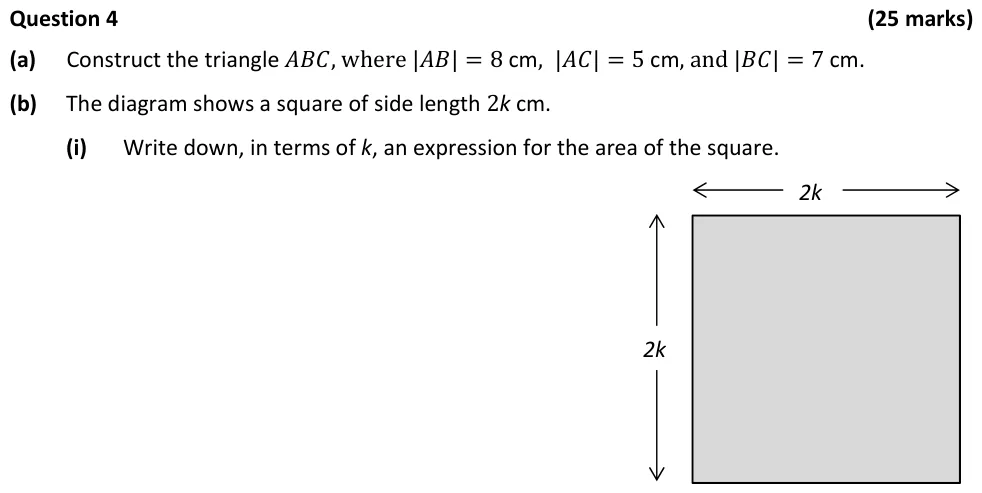 Question 4 (25 marks)
(a) Construct the triangle ABC, where |AB| = 8 cm, |AC| = 5 cm, and |BC| = 7 cm.
(b) The diagram shows a square of side length 2k cm.
(i) Write down, in terms of k, an expression for the area of the square.
2k
2k